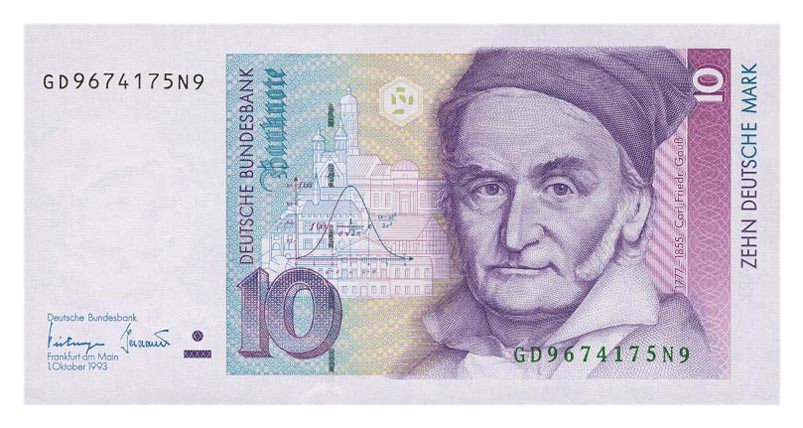 GD9674175N9
DEUTSCHE BUNDESBANK
Banknote
10
ZEHN DEUTSCHE MARK
1777–1855 Carl Friedr. Gauß
f(x)
10
Deutsche Bundesbank
Frankfurt am Main
1.Oktober 1993
GD9674175N9